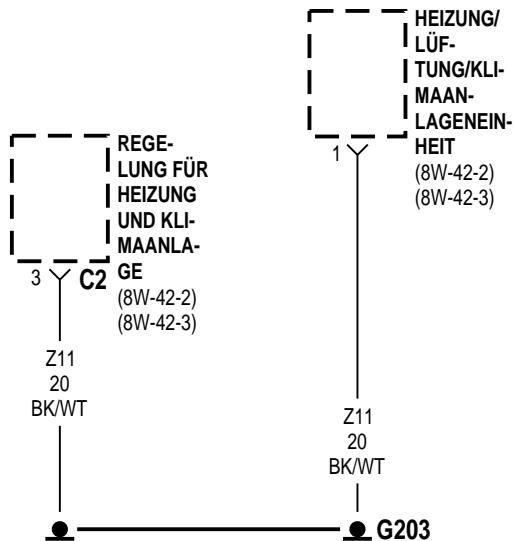 HEIZUNG/
LÜF-
TUNG/KLI-
MAAN-
LAGENEIN-
HEIT
(8W-42-2)
(8W-42-3)
1
REGE-
LUNG FÜR
HEIZUNG
UND KLI-
MAANLA-
GE
(8W-42-2)
(8W-42-3)
3
C2
Z11
20
BK/WT
Z11
20
BK/WT
G203